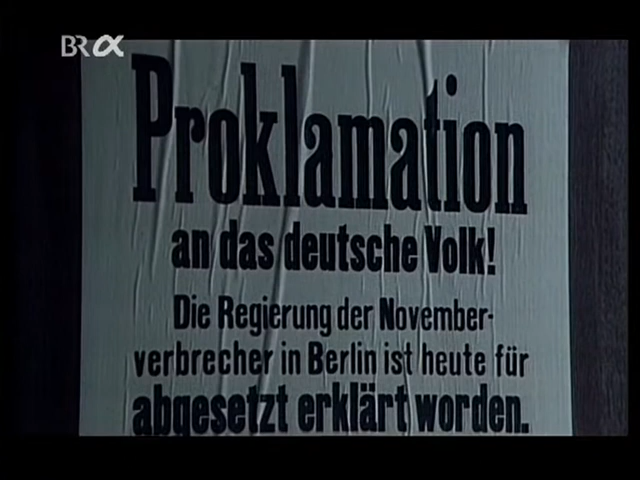 BRα
Proklamation
an das deutsche Volk!
Die Regierung der November-
verbrecher in Berlin ist heute für
abgesetzt erklärt worden.